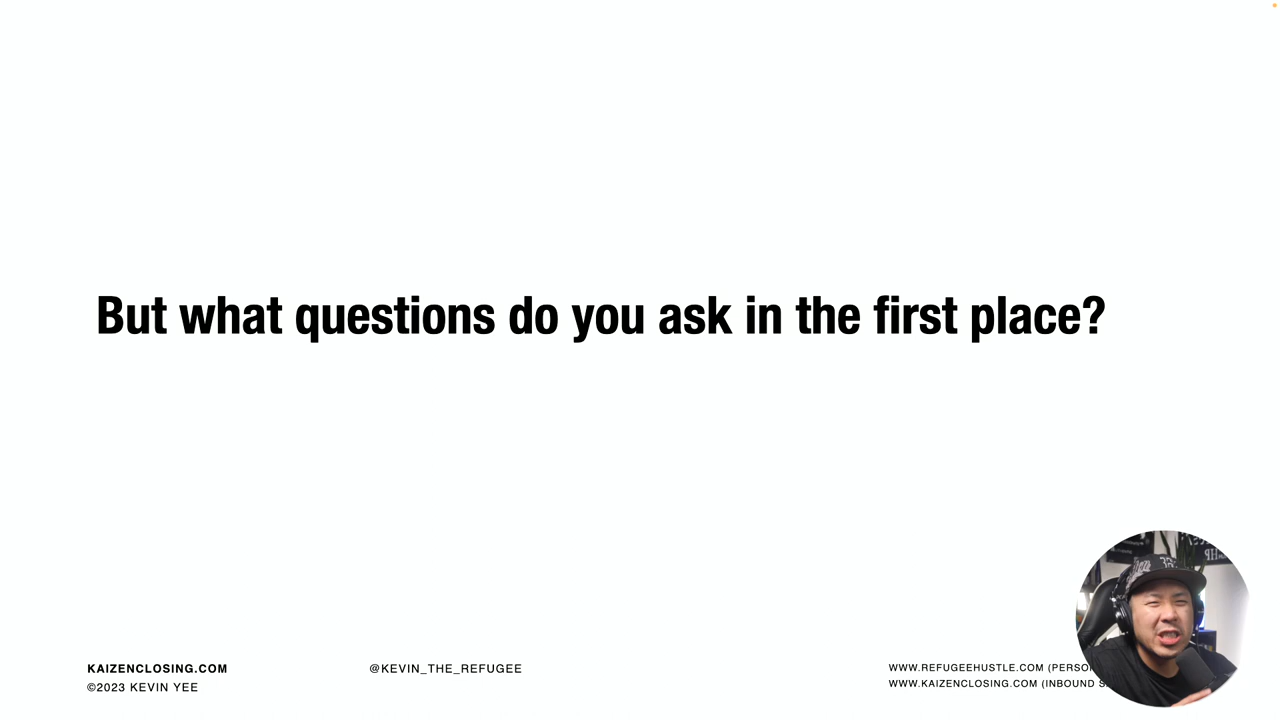 But what questions do you ask in the first place?
KAIZENCLOSING.COM
©2023 KEVIN YEE
@KEVIN_THE_REFUGEE
WWW.REFUGEEHUSTLE.COM
WWW.KAIZENCLOSING.COM (INBOUND